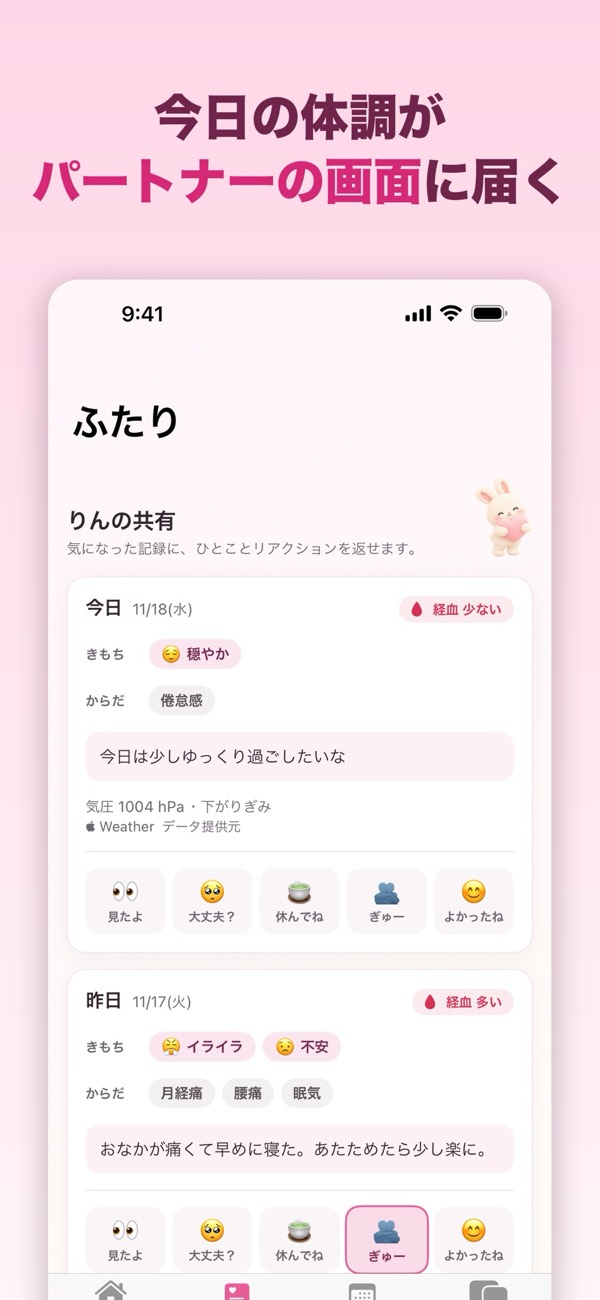 今日の体調が
パートナーの画面に届く
9:41
ふたり
りんの共有
気になった記録に、ひとことリアクションを返せます。
今日 11/18(水) 経血 少ない
きもち 穏やか
からだ 倦怠感
今日は少しゆっくり過ごしたいな
気圧 1004 hPa・下がりぎみ
Weather データ提供元
見たよ 大丈夫？ 休んでね ぎゅー よかったね
昨日 11/17(火) 経血 多い
きもち イライラ 不安
からだ 月経痛 腰痛 眠気
おなかが痛くて早めに寝た。あたためたら少し楽に。
見たよ 大丈夫？ 休んでね ぎゅー よかったね